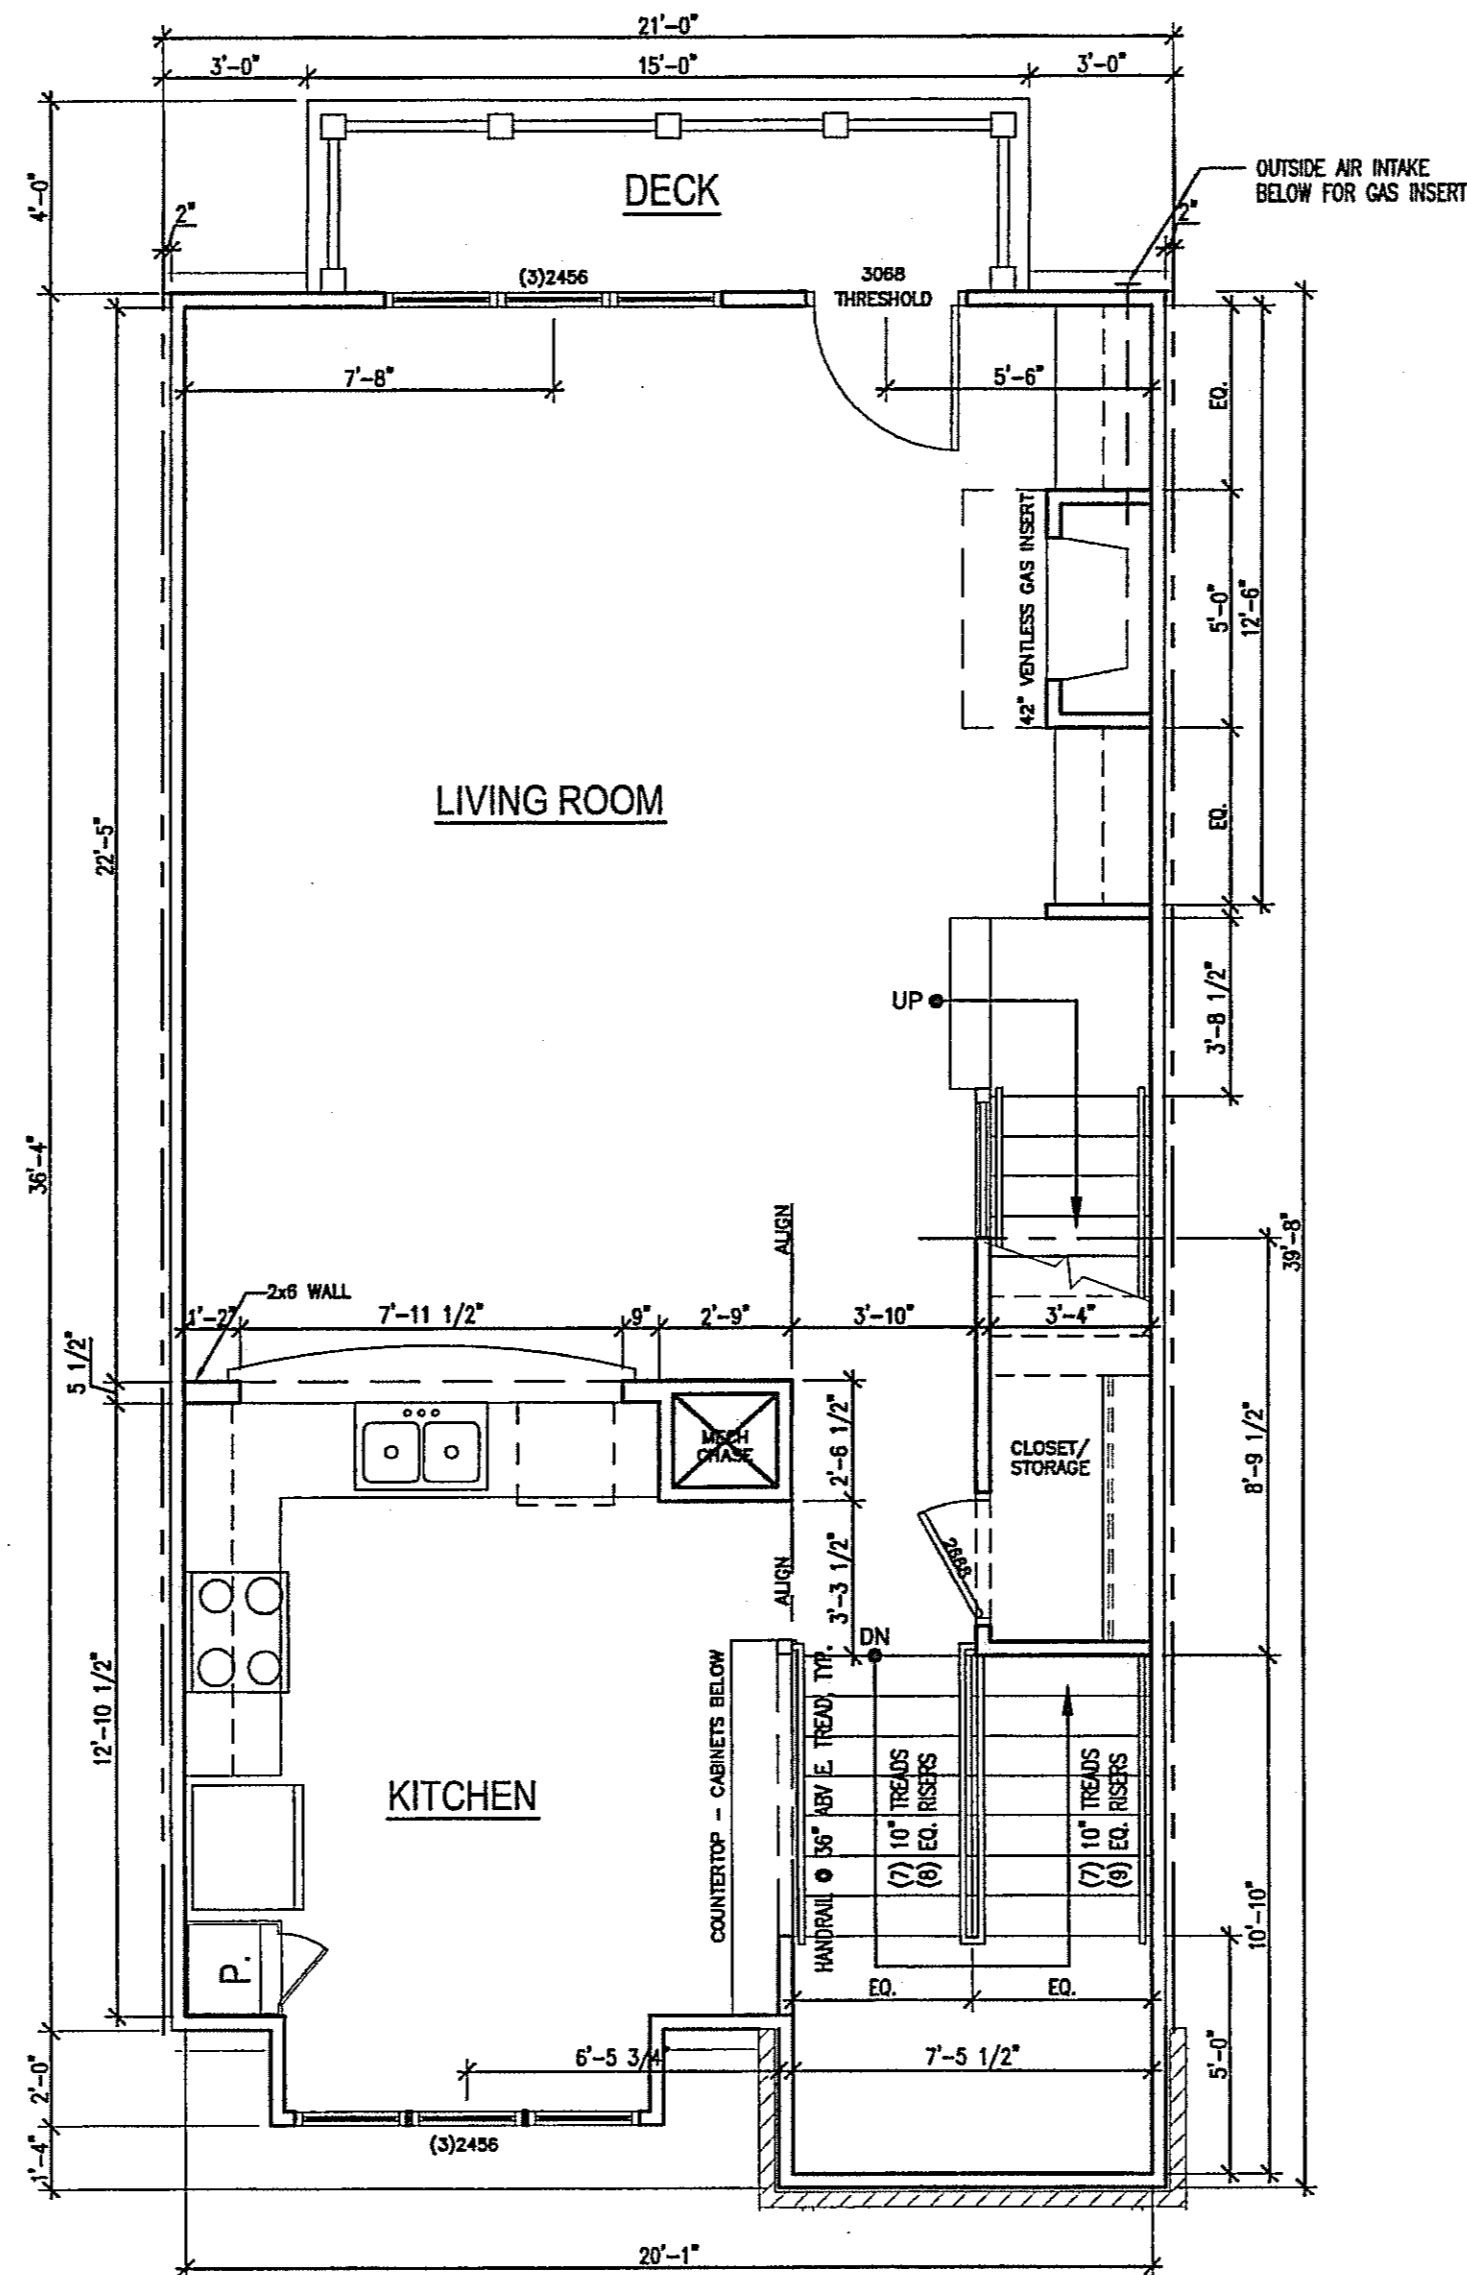 21'-0"
3'-0" 15'-0" 3'-0"
4'-0"
OUTSIDE AIR INTAKE
BELOW FOR GAS INSERT
DECK
2" 2"
(3)2456
3068
THRESHOLD
7'-8" 5'-6"
EQ.
42" VENTLESS GAS INSERT
5'-0"
12'-6"
LIVING ROOM
EQ.
22'-5"
UP
3'-8 1/2"
36'-4"
39'-8"
ALIGN
2x6 WALL
1'-2" 7'-11 1/2" 9" 2'-9" 3'-10" 3'-4"
5 1/2"
MECH
CHASE
2'-6 1/2"
CLOSET/
STORAGE
8'-9 1/2"
ALIGN
3'-3 1/2"
2668
DN
12'-10 1/2"
KITCHEN
COUNTERTOP - CABINETS BELOW
HANDRAIL @ 36" ABV E. TREAD, TYP.
(7) 10" TREADS
(8) EQ. RISERS
(7) 10" TREADS
(9) EQ. RISERS
10'-10"
P.
EQ. EQ.
2'-0"
6'-5 3/4" 7'-5 1/2"
5'-0"
(3)2456
1'-4"
20'-1"